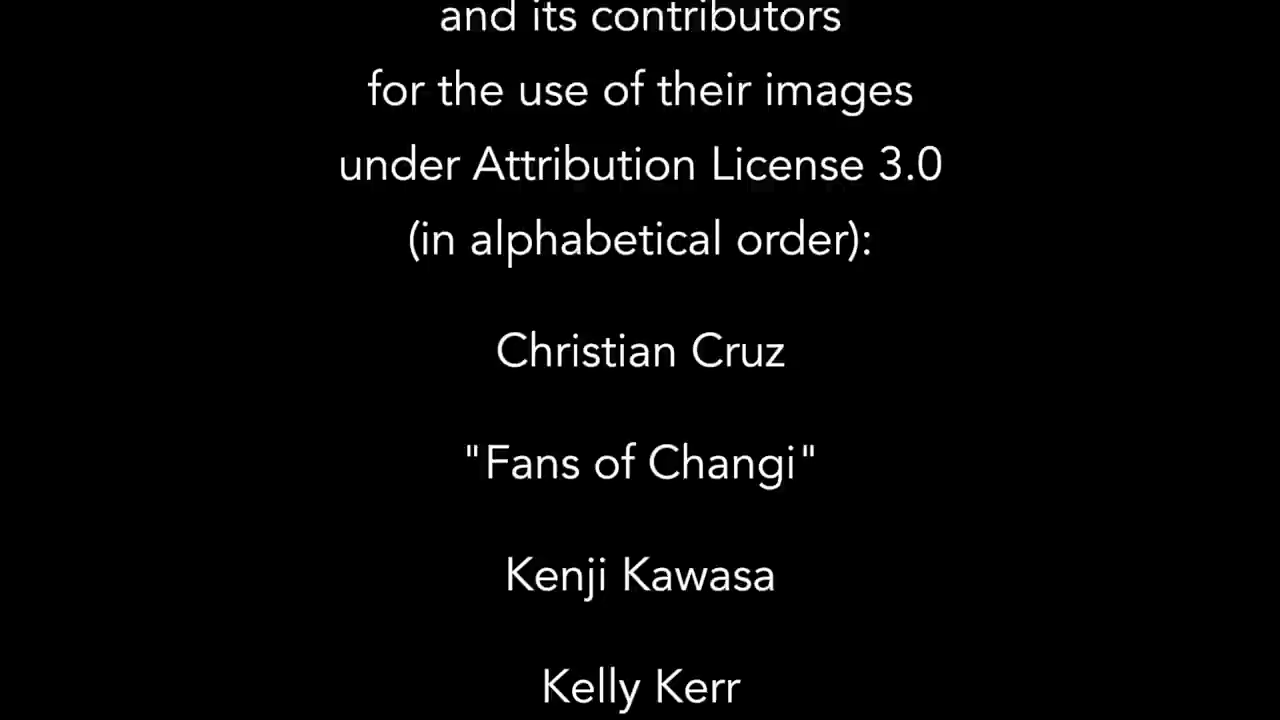 and its contributors
for the use of their images
under Attribution License 3.0
(in alphabetical order):
Christian Cruz
"Fans of Changi"
Kenji Kawasa
Kelly Kerr